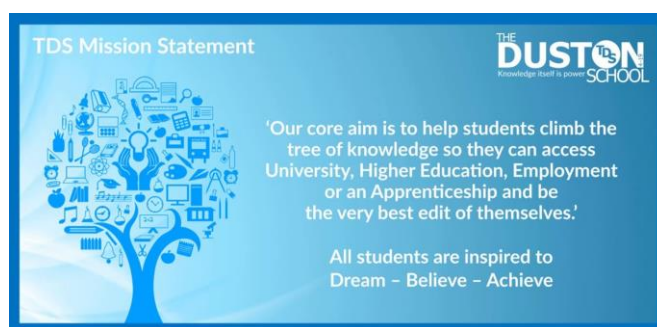 TDS Mission Statement
THE
DUSTON
TDS
Knowledge itself is power
SCHOOL
'Our core aim is to help students climb the
tree of knowledge so they can access
University, Higher Education, Employment
or an Apprenticeship and be
the very best edit of themselves.'
All students are inspired to
Dream – Believe – Achieve